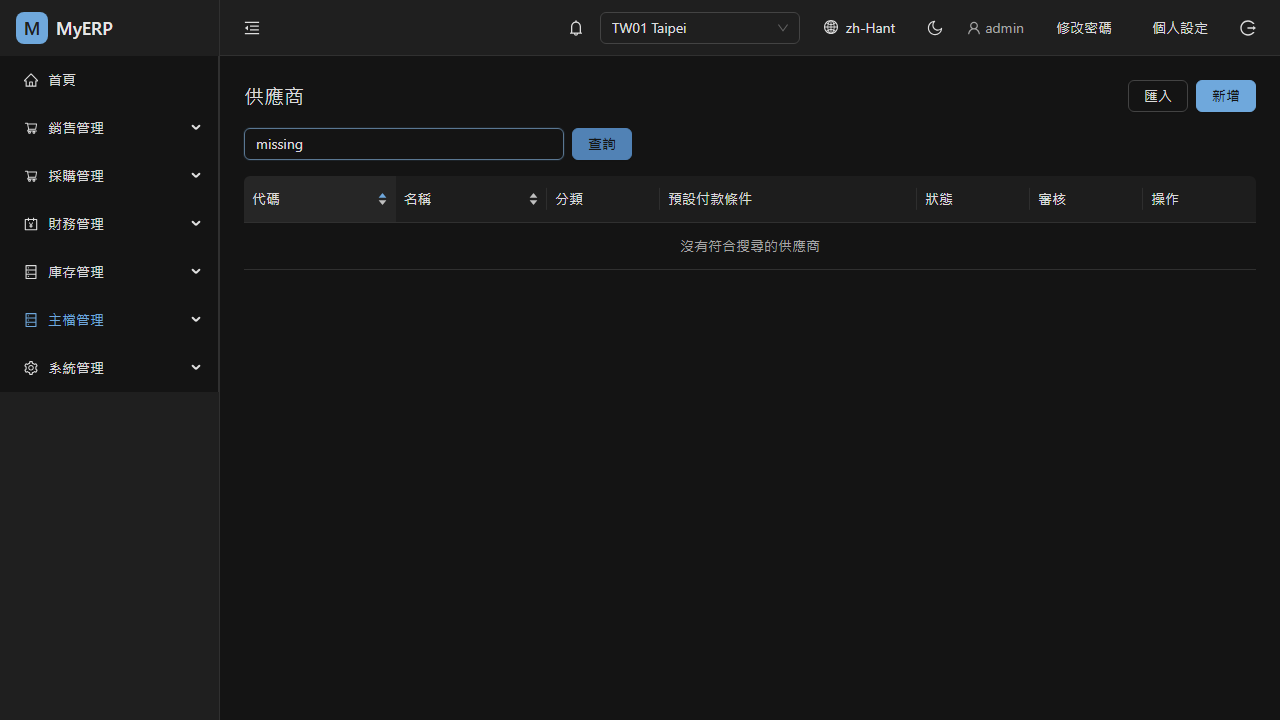 M MyERP
TW01 Taipei
zh-Hant
admin
修改密碼
個人設定
首頁
銷售管理
採購管理
財務管理
庫存管理
主檔管理
系統管理
供應商
匯入
新增
missing
查詢
代碼
名稱
分類
預設付款條件
狀態
審核
操作
沒有符合搜尋的供應商